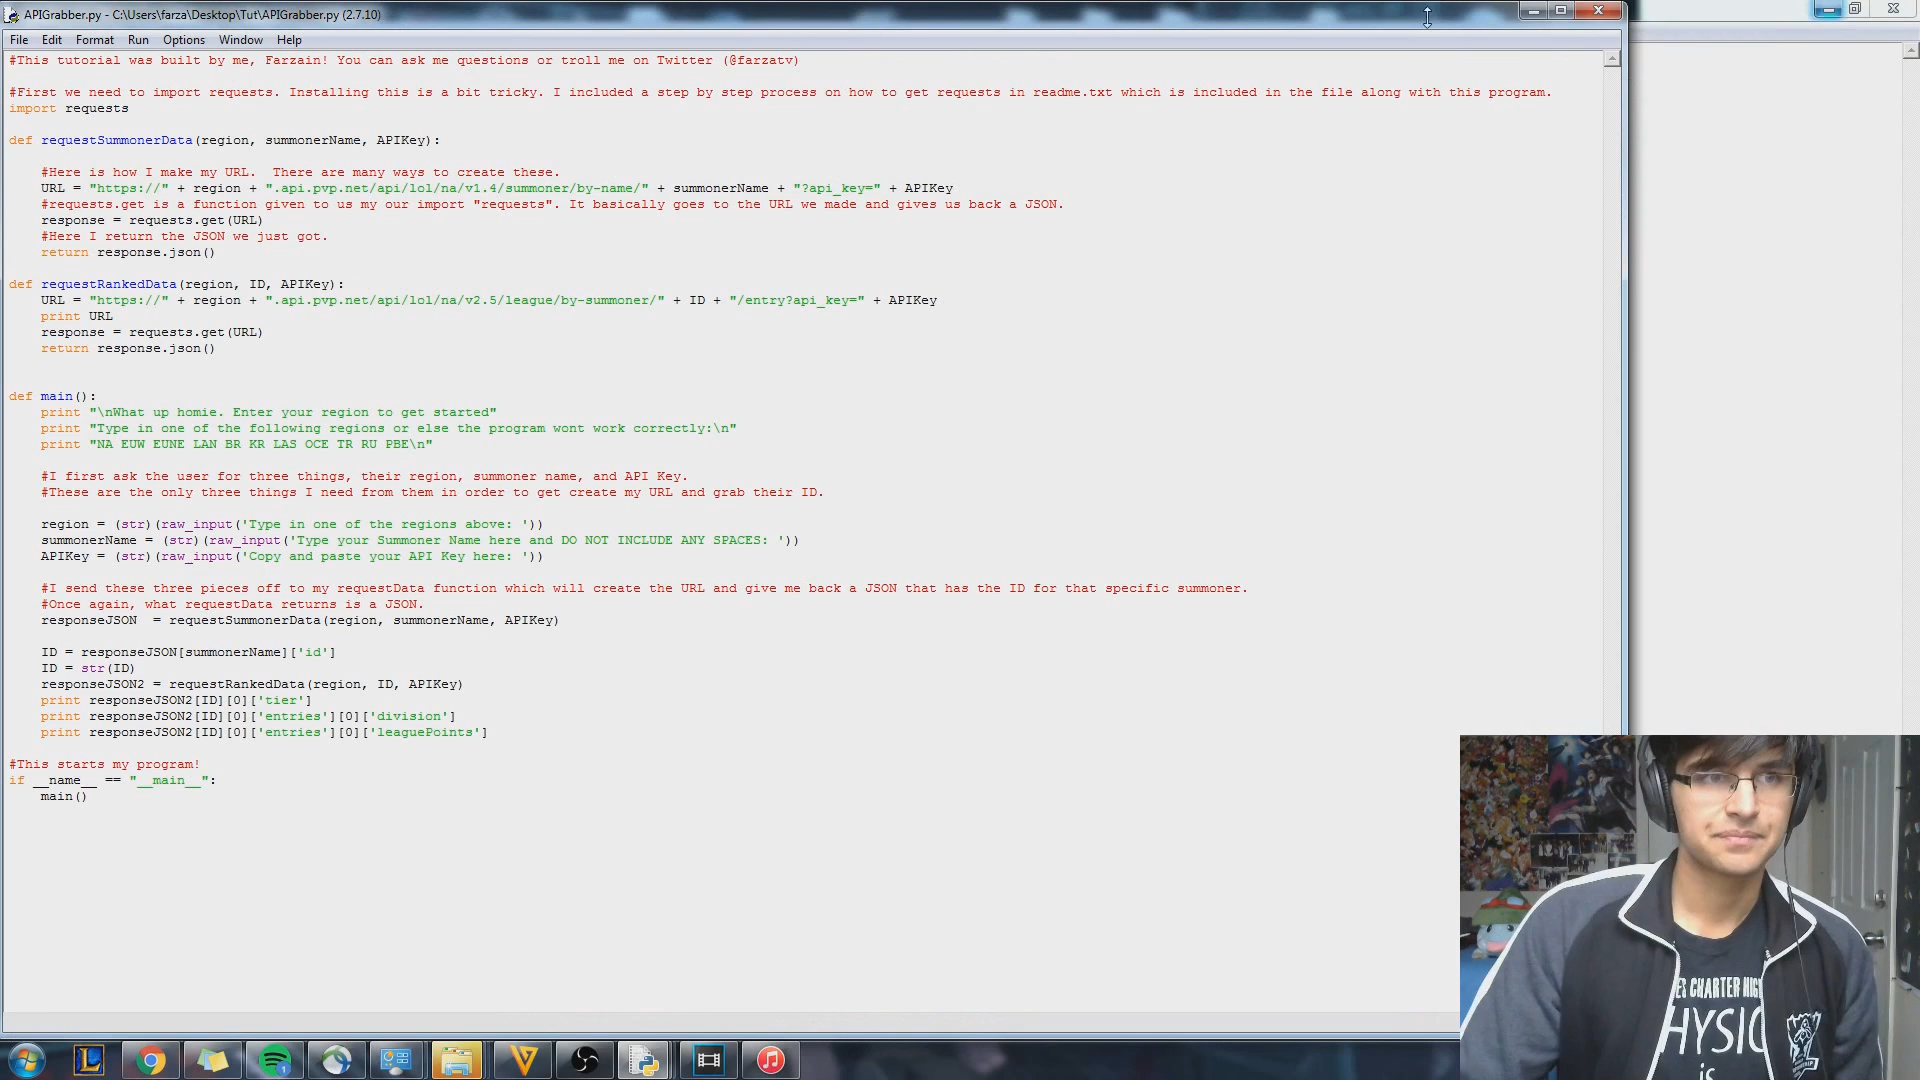 APIGrabber.py - C:\Users\farza\Desktop\Tut\APIGrabber.py (2.7.10)
File Edit Format Run Options Window Help
#This tutorial was built by me, Farzain! You can ask me questions or troll me on Twitter (@farzatv)
#First we need to import requests. Installing this is a bit tricky. I included a step by step process on how to get requests in readme.txt which is included in the file along with this program.
import requests
def requestSummonerData(region, summonerName, APIKey):
#Here is how I make my URL.  There are many ways to create these.
URL = "https://" + region + ".api.pvp.net/api/lol/na/v1.4/summoner/by-name/" + summonerName + "?api_key=" + APIKey
#requests.get is a function given to us my our import "requests". It basically goes to the URL we made and gives us back a JSON.
response = requests.get(URL)
#Here I return the JSON we just got.
return response.json()
def requestRankedData(region, ID, APIKey):
URL = "https://" + region + ".api.pvp.net/api/lol/na/v2.5/league/by-summoner/" + ID + "/entry?api_key=" + APIKey
print URL
response = requests.get(URL)
return response.json()
def main():
print "\nWhat up homie. Enter your region to get started"
print "Type in one of the following regions or else the program wont work correctly:\n"
print "NA EUW EUNE LAN BR KR LAS OCE TR RU PBE\n"
#I first ask the user for three things, their region, summoner name, and API Key.
#These are the only three things I need from them in order to get create my URL and grab their ID.
region = (str)(raw_input('Type in one of the regions above: '))
summonerName = (str)(raw_input('Type your Summoner Name here and DO NOT INCLUDE ANY SPACES: '))
APIKey = (str)(raw_input('Copy and paste your API Key here: '))
#I send these three pieces off to my requestData function which will create the URL and give me back a JSON that has the ID for that specific summoner.
#Once again, what requestData returns is a JSON.
responseJSON  = requestSummonerData(region, summonerName, APIKey)
ID = responseJSON[summonerName]['id']
ID = str(ID)
responseJSON2 = requestRankedData(region, ID, APIKey)
print responseJSON2[ID][0]['tier']
print responseJSON2[ID][0]['entries'][0]['division']
print responseJSON2[ID][0]['entries'][0]['leaguePoints']
#This starts my program!
if __name__ == "__main__":
main()
CHARTER HIG
HYSIC
is